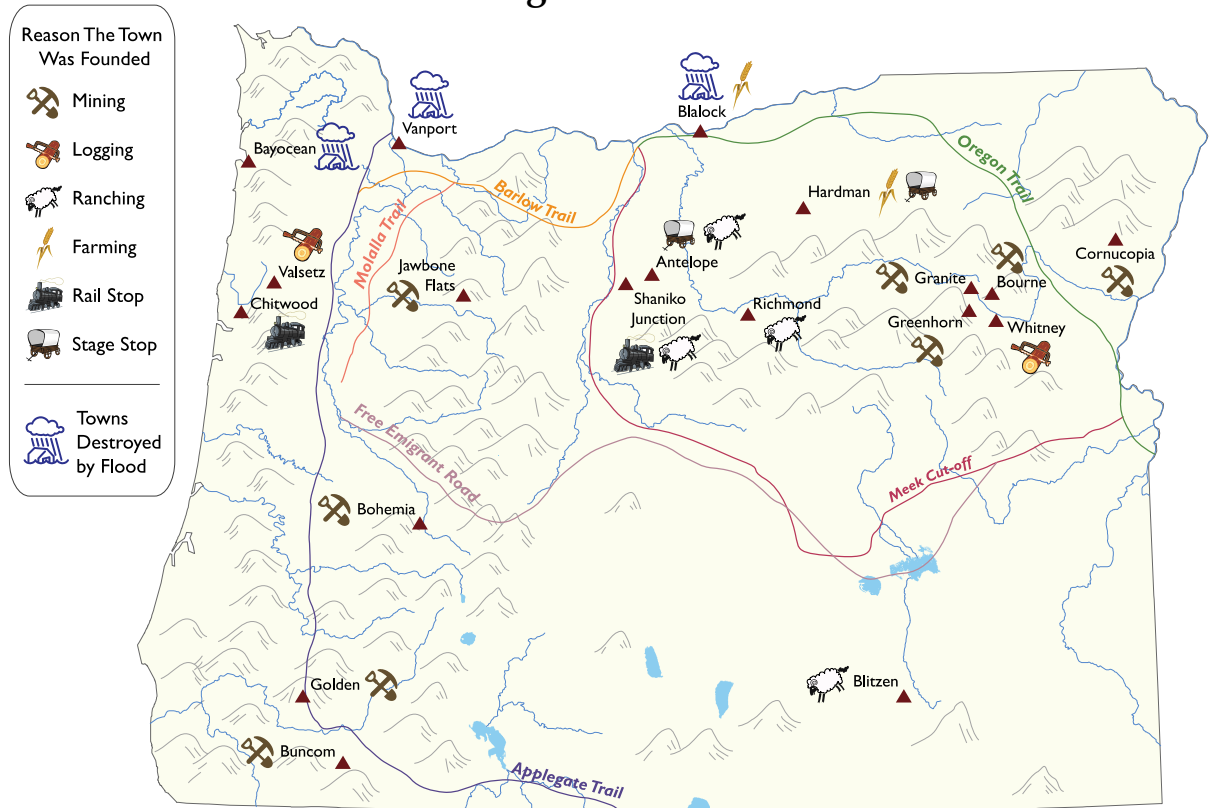 Reason The Town
Was Founded
Mining
Logging
Ranching
Farming
Rail Stop
Stage Stop
Towns
Destroyed
by Flood
Vanport
Blalock
Bayocean
Oregon Trail
Hardman
Barlow Trail
Molalla Trail
Cornucopia
Antelope
Jawbone
Flats
Valsetz
Granite
Bourne
Shaniko
Junction
Chitwood
Richmond
Greenhorn
Whitney
Free Emigrant Road
Meek Cut-off
Bohemia
Golden
Blitzen
Buncom
Applegate Trail